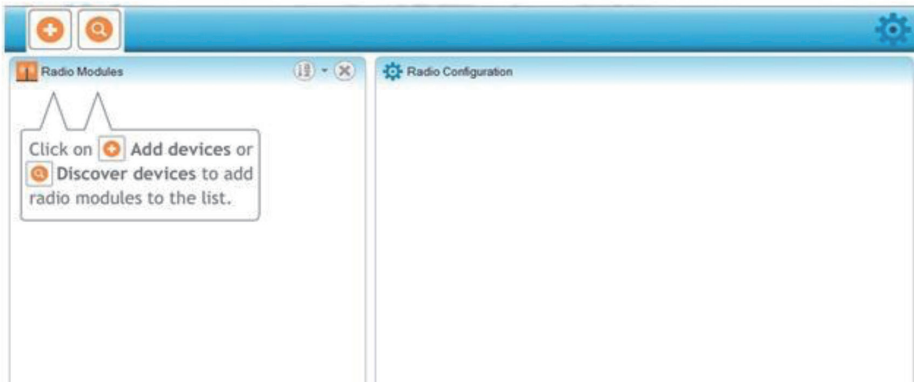 Radio Modules
Radio Configuration
Click on Add devices or
Discover devices to add
radio modules to the list.